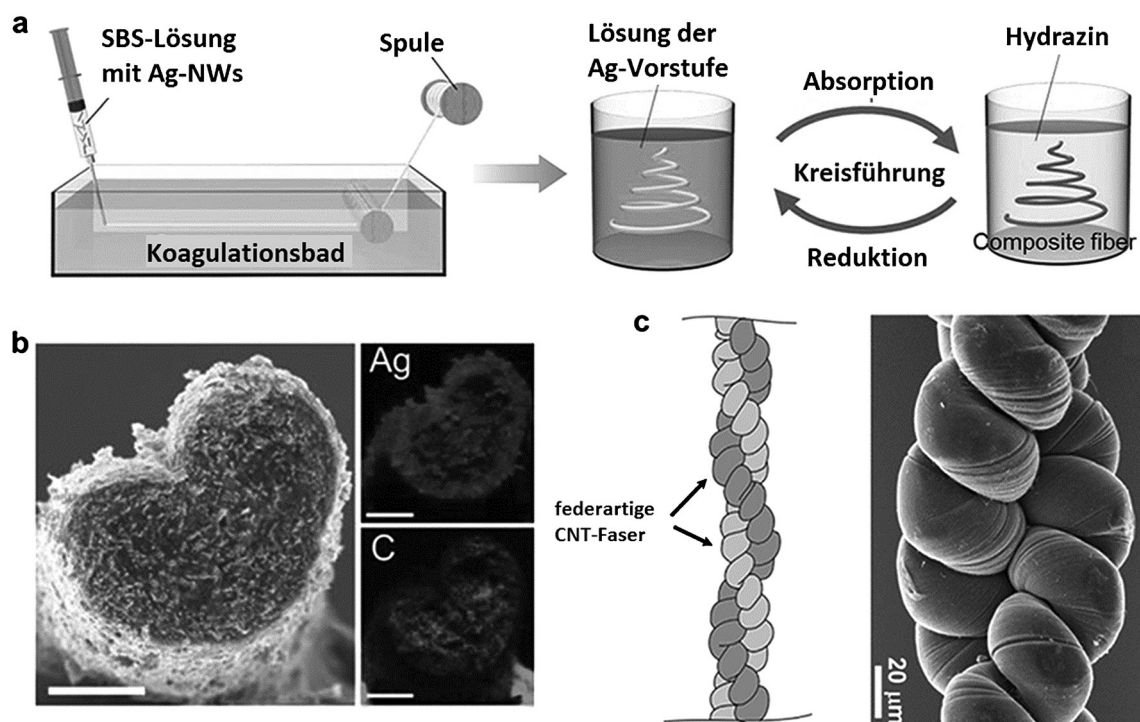 a
SBS-Lösung
mit Ag-NWs
Spule
Koagulationsbad
Lösung der
Ag-Vorstufe
Absorption
Kreisführung
Reduktion
Hydrazin
Composite fiber
b
Ag
C
c
federartige
CNT-Faser
20 µm